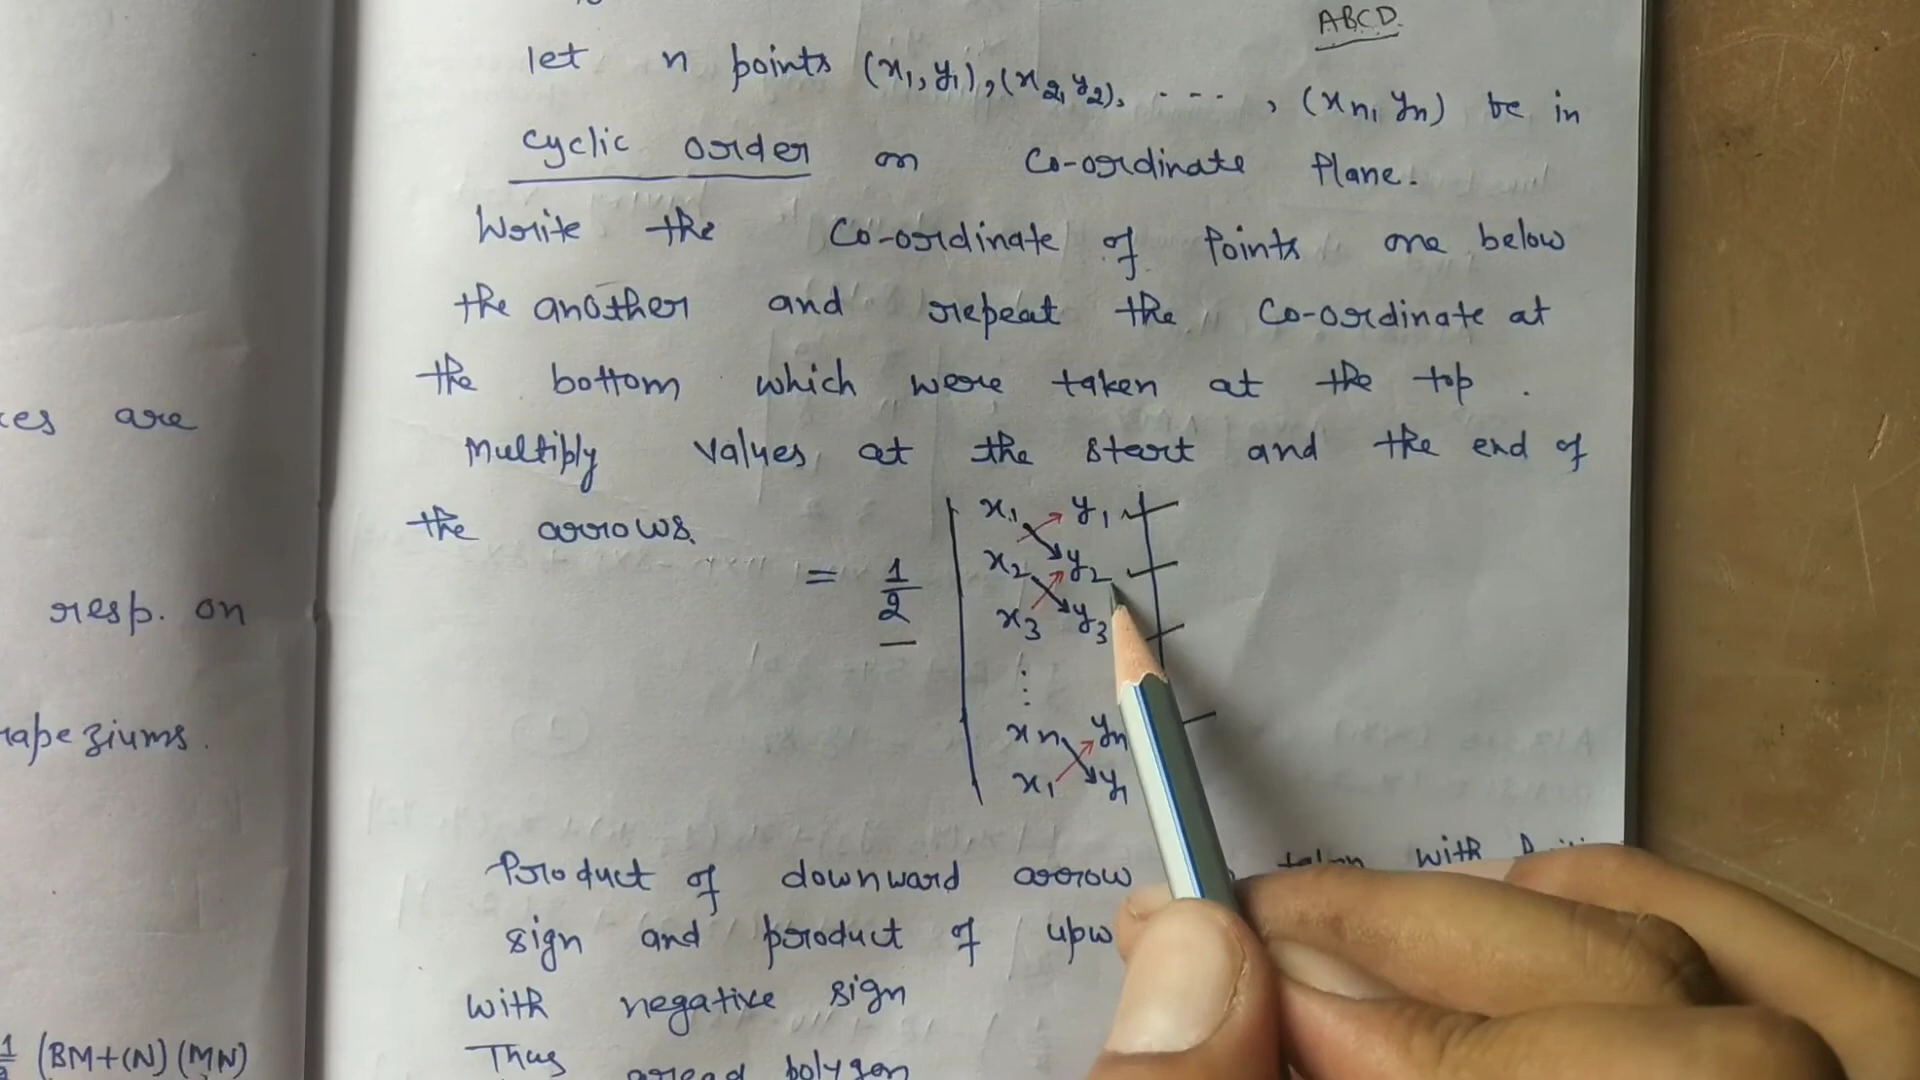 ABCD
let n points (x₁, y₁), (x₂, y₂), ---- , (xₙ, yₙ) be in
cyclic order on Co-ordinate Plane.
Write the Co-ordinate of Points one below
the another and repeat the Co-ordinate at
the bottom which were taken at the top.
Multiply values at the start and the end of
the arrows.
= 1/2
x₁ y₁
x₂ y₂
x₃ y₃
⋮
xₙ yₙ
x₁ y₁
Product of downward arrow taken with
sign and product of
with negative sign
Thus polygon
ces are
resp. on
rapeziums.
(BM+CN) (MN)